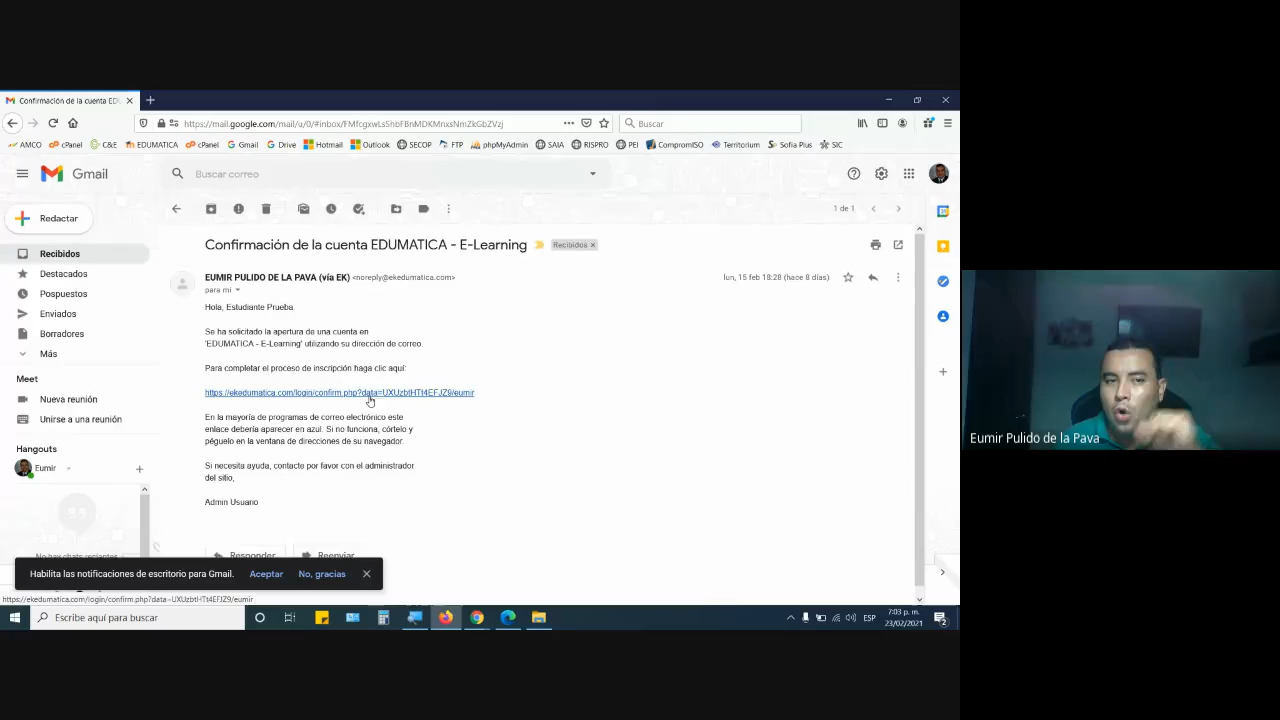 Confirmación de la cuenta EDU
https://mail.google.com/mail/u/0/#inbox/FMfcgxwLsShbFBnMDKMnxsNmZkGbZVzj
Buscar
AMCO cPanel C&E EDUMATICA cPanel Gmail Drive Hotmail Outlook SECOP FTP phpMyAdmin SAIA RISPRO PEI CompromISO Territorium Sofia Plus SIC
Gmail
Buscar correo
Redactar
1 de 1
Recibidos
Destacados
Pospuestos
Enviados
Borradores
Más
Meet
Nueva reunión
Unirse a una reunión
Hangouts
Eumir
No hay chats recientes
Confirmación de la cuenta EDUMATICA - E-Learning
Recibidos x
EUMIR PULIDO DE LA PAVA (vía EK) <noreply@ekedumatica.com>
lun, 15 feb 18:28 (hace 8 días)
para mí
Hola, Estudiante Prueba.
Se ha solicitado la apertura de una cuenta en
'EDUMATICA - E-Learning' utilizando su dirección de correo.
Para completar el proceso de inscripción haga clic aquí:
https://ekedumatica.com/login/confirm.php?data=UXUzbtHTt4EFJZ9/eumir
En la mayoría de programas de correo electrónico este
enlace debería aparecer en azul. Si no funciona, córtelo y
péguelo en la ventana de direcciones de su navegador.
Si necesita ayuda, contacte por favor con el administrador
del sitio,
Admin Usuario
Responder
Reenviar
Habilita las notificaciones de escritorio para Gmail. Aceptar No, gracias
https://ekedumatica.com/login/confirm.php?data=UXUzbtHTt4EFJZ9/eumir
Escribe aquí para buscar
ESP
7:03 p. m.
23/02/2021
2
Eumir Pulido de la Pava